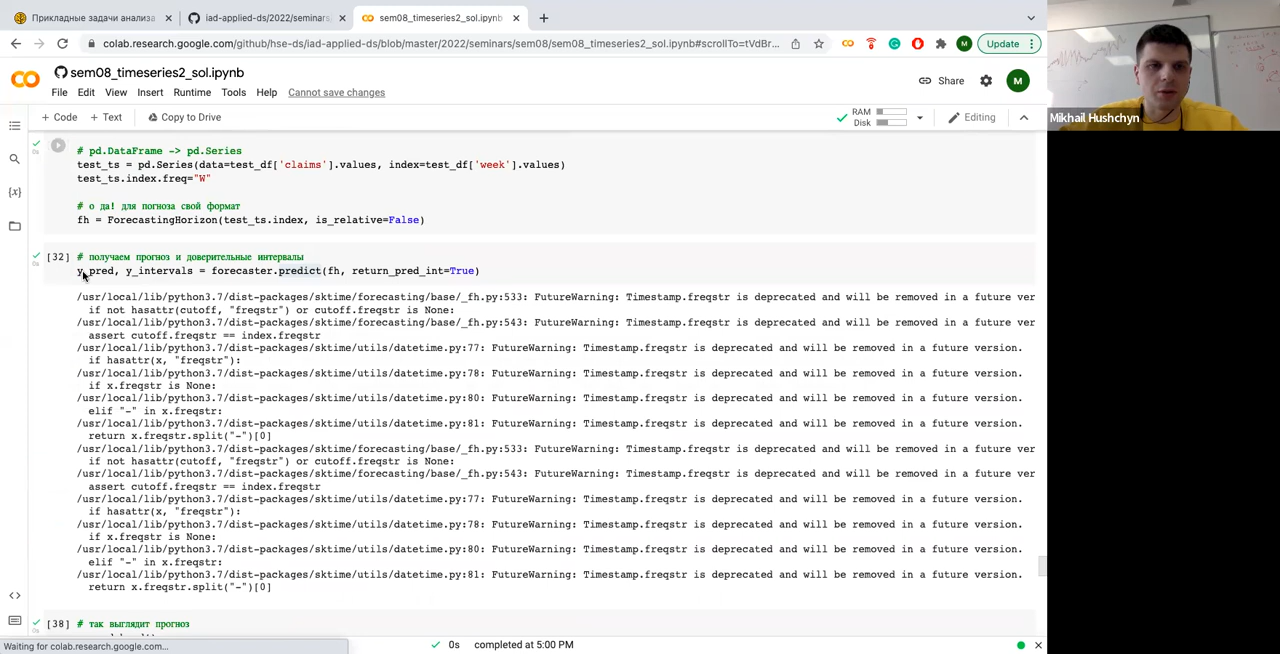 Прикладные задачи анализа
iad-applied-ds/2022/seminars
sem08_timeseries2_sol.ipynb
Update
colab.research.google.com/github/hse-ds/iad-applied-ds/blob/master/2022/seminars/sem08/sem08_timeseries2_sol.ipynb#scrollTo=tVdBr...
M
sem08_timeseries2_sol.ipynb
File Edit View Insert Runtime Tools Help Cannot save changes
Share
M
+ Code + Text Copy to Drive
RAM
Disk
Editing
Mikhail Hushchyn
0s
# pd.DataFrame -> pd.Series
test_ts = pd.Series(data=test_df['claims'].values, index=test_df['week'].values)
test_ts.index.freq="W"
# о да! для погноза свой формат
fh = ForecastingHorizon(test_ts.index, is_relative=False)
[32] # получаем прогноз и доверительные интервалы
0s
y_pred, y_intervals = forecaster.predict(fh, return_pred_int=True)
/usr/local/lib/python3.7/dist-packages/sktime/forecasting/base/_fh.py:533: FutureWarning: Timestamp.freqstr is deprecated and will be removed in a future ver
if not hasattr(cutoff, "freqstr") or cutoff.freqstr is None:
/usr/local/lib/python3.7/dist-packages/sktime/forecasting/base/_fh.py:543: FutureWarning: Timestamp.freqstr is deprecated and will be removed in a future ver
assert cutoff.freqstr == index.freqstr
/usr/local/lib/python3.7/dist-packages/sktime/utils/datetime.py:77: FutureWarning: Timestamp.freqstr is deprecated and will be removed in a future version.
if hasattr(x, "freqstr"):
/usr/local/lib/python3.7/dist-packages/sktime/utils/datetime.py:78: FutureWarning: Timestamp.freqstr is deprecated and will be removed in a future version.
if x.freqstr is None:
/usr/local/lib/python3.7/dist-packages/sktime/utils/datetime.py:80: FutureWarning: Timestamp.freqstr is deprecated and will be removed in a future version.
elif "-" in x.freqstr:
/usr/local/lib/python3.7/dist-packages/sktime/utils/datetime.py:81: FutureWarning: Timestamp.freqstr is deprecated and will be removed in a future version.
return x.freqstr.split("-")[0]
/usr/local/lib/python3.7/dist-packages/sktime/forecasting/base/_fh.py:533: FutureWarning: Timestamp.freqstr is deprecated and will be removed in a future ver
if not hasattr(cutoff, "freqstr") or cutoff.freqstr is None:
/usr/local/lib/python3.7/dist-packages/sktime/forecasting/base/_fh.py:543: FutureWarning: Timestamp.freqstr is deprecated and will be removed in a future ver
assert cutoff.freqstr == index.freqstr
/usr/local/lib/python3.7/dist-packages/sktime/utils/datetime.py:77: FutureWarning: Timestamp.freqstr is deprecated and will be removed in a future version.
if hasattr(x, "freqstr"):
/usr/local/lib/python3.7/dist-packages/sktime/utils/datetime.py:78: FutureWarning: Timestamp.freqstr is deprecated and will be removed in a future version.
if x.freqstr is None:
/usr/local/lib/python3.7/dist-packages/sktime/utils/datetime.py:80: FutureWarning: Timestamp.freqstr is deprecated and will be removed in a future version.
elif "-" in x.freqstr:
/usr/local/lib/python3.7/dist-packages/sktime/utils/datetime.py:81: FutureWarning: Timestamp.freqstr is deprecated and will be removed in a future version.
return x.freqstr.split("-")[0]
[38] # так выглядит прогноз
Waiting for colab.research.google.com...
0s completed at 5:00 PM